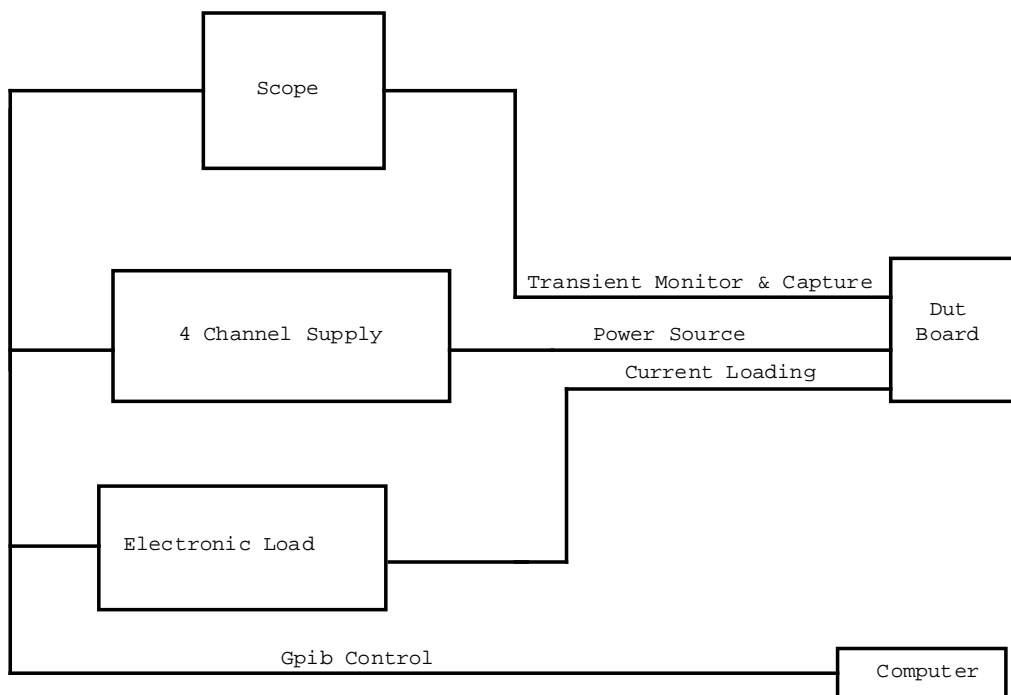 Scope
Transient Monitor & Capture
4 Channel Supply
Power Source
Dut
Board
Current Loading
Electronic Load
Gpib Control
Computer